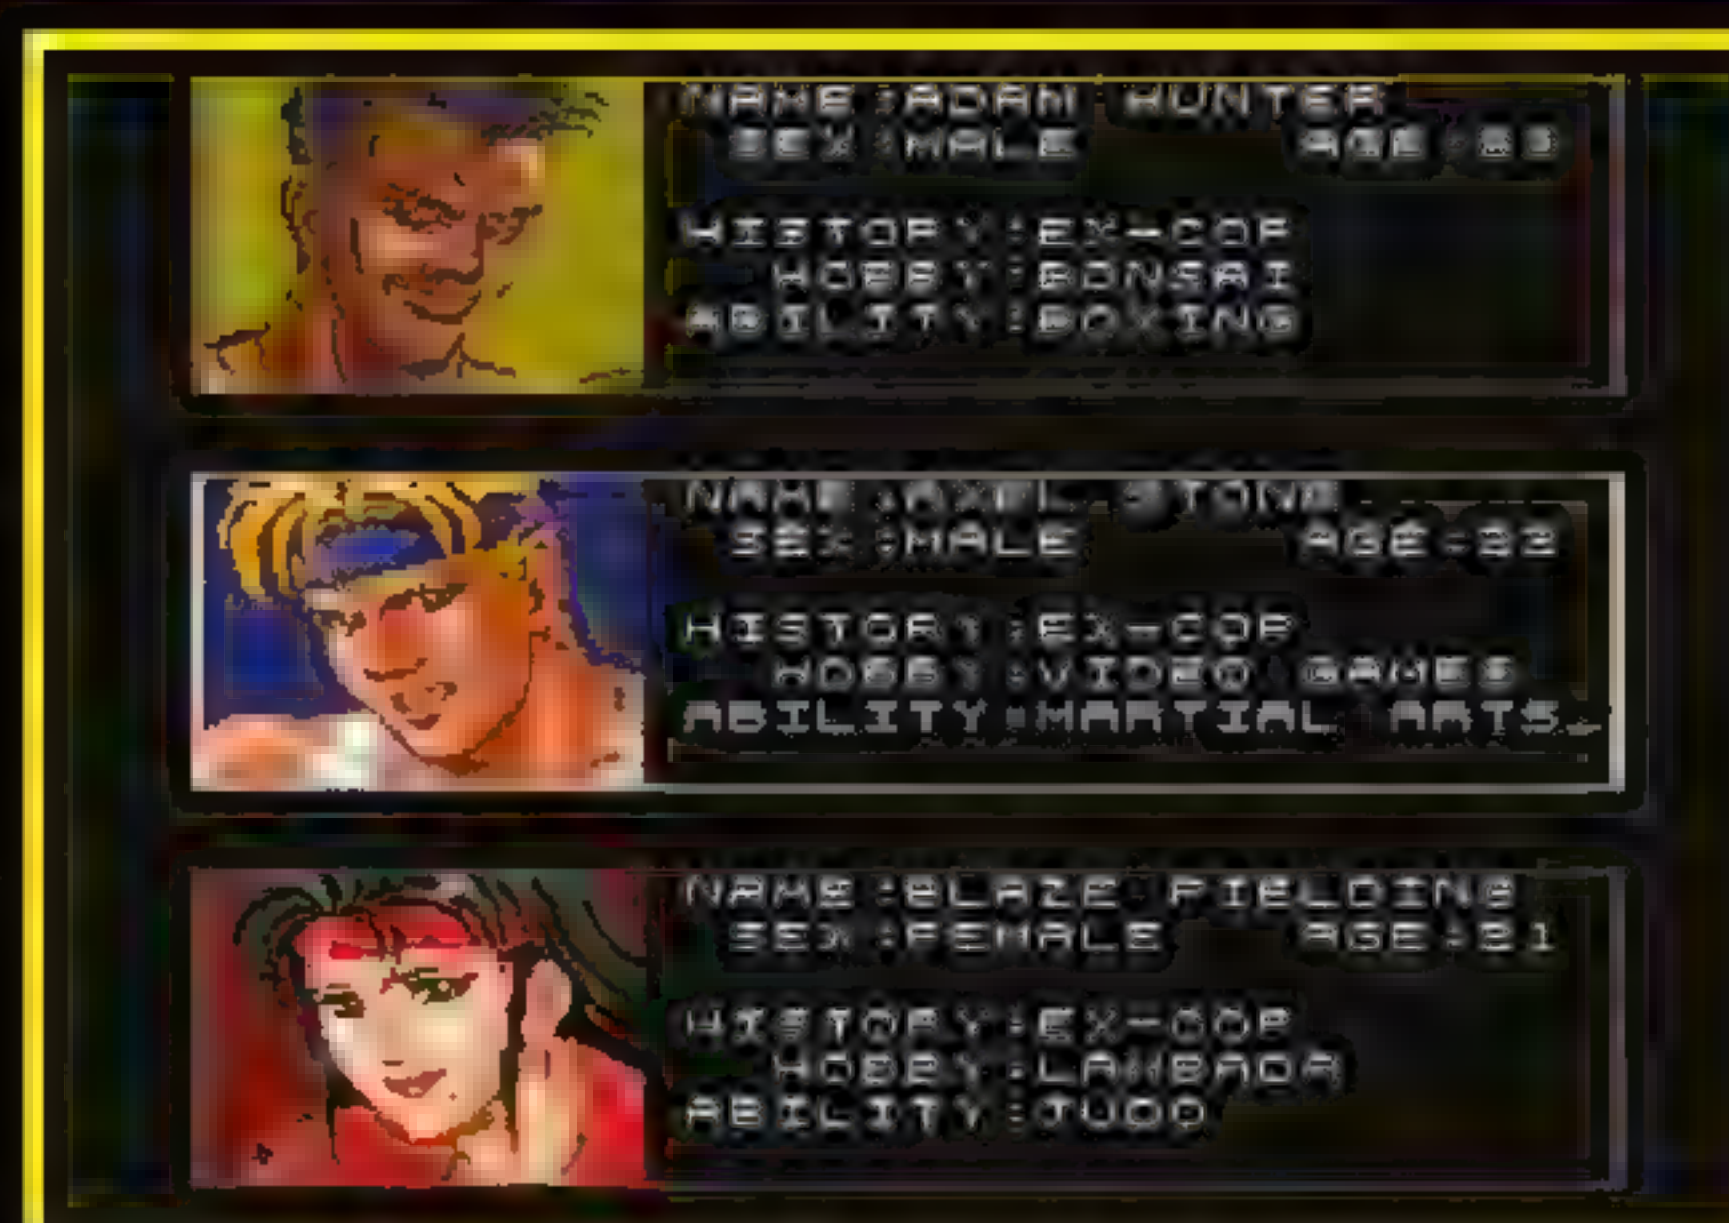 NAME :ADAM HUNTER
SEX :MALE AGE:
HISTORY:EX-COP
HOBBY:BONSAI
ABILITY:BOXING
NAME :AXEL STONE
SEX :MALE AGE:22
HISTORY:EX-COP
HOBBY:VIDEO GAMES
ABILITY:MARTIAL ARTS
NAME :BLAZE FIELDING
SEX :FEMALE AGE:21
HISTORY:EX-COP
HOBBY:LAMBADA
ABILITY:JUDO